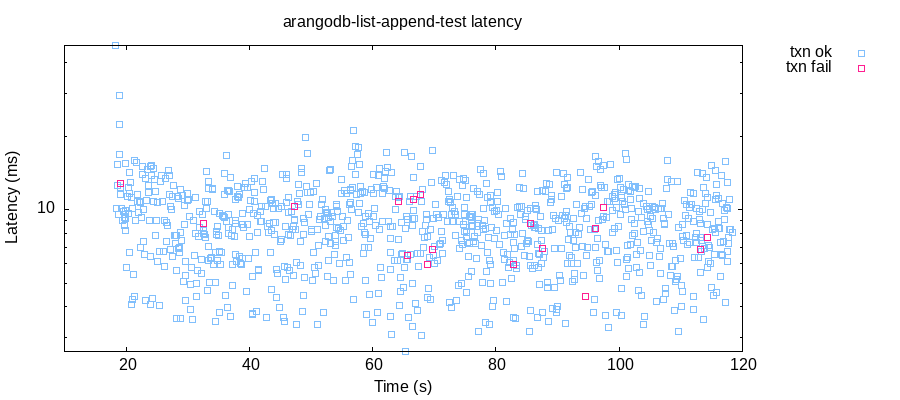 arangodb-list-append-test latency
txn ok
txn fail
Latency (ms)
10
20 40 60 80 100 120
Time (s)